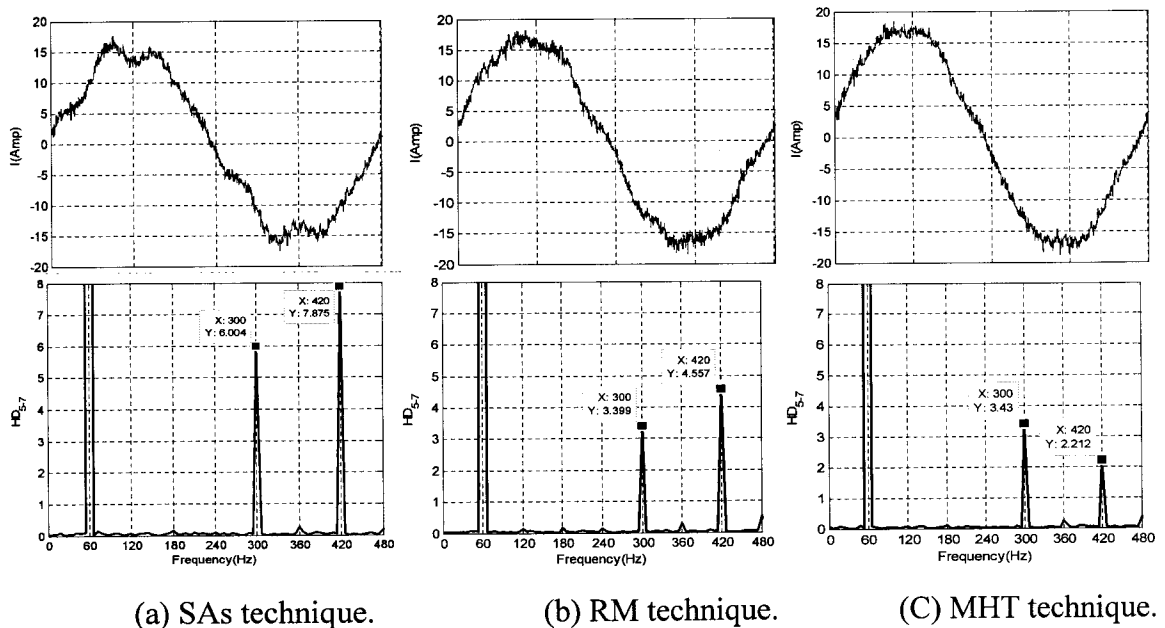 20
15
10
5
0
-5
-10
-15
20
I(Amp)
20
15
10
5
0
-5
-10
-15
-20
I(Amp)
20
15
10
5
0
-5
-10
-15
-20
I(Amp)
8
7
6
5
4
3
2
1
0
HD5-7
X: 300
Y: 6.004
X: 420
Y: 7.875
0 60 120 180 240 300 360 420 480
Frequency(Hz)
8
7
6
5
4
3
2
1
0
HD5-7
X: 300
Y: 3.399
X: 420
Y: 4.557
0 60 120 180 240 300 360 420 480
Frequency(Hz)
8
7
6
5
4
3
2
1
0
HD5-7
X: 300
Y: 3.43
X: 420
Y: 2.212
0 60 120 180 240 300 360 420 480
Frequency(Hz)
(a) SAs technique.
(b) RM technique.
(C) MHT technique.